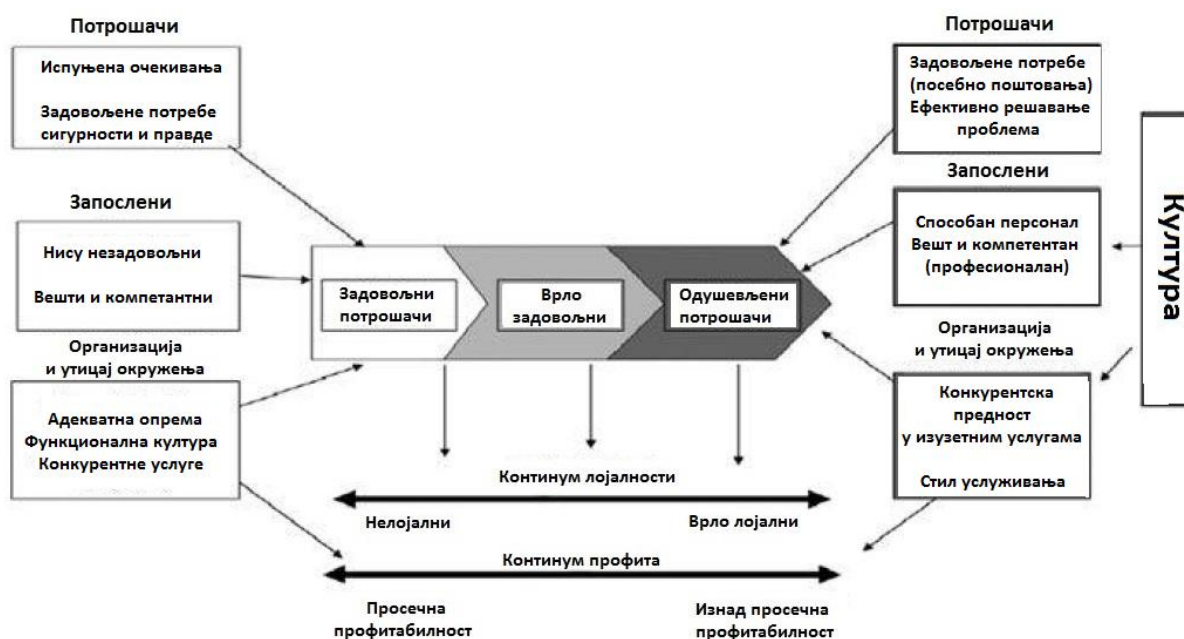 Потрошачи
Испуњена очекивања
Задовољене потребе
сигурности и правде
Запослени
Нису незадовољни
Вешти и компетантни
Организација
и утицај окружења
Адекватна опрема
Функционална култура
Конкурентне услуге
Задовољни
потрошачи
Врло
задовољни
Одушевљени
потрошачи
Континум лојалности
Нелојални
Врло лојални
Континум профита
Просечна
профитабилност
Изнад просечна
профитабилност
Потрошачи
Задовољене потребе
(посебно поштовања)
Ефективно решавање
проблема
Запослени
Способан персонал
Вешт и компетентан
(професионалан)
Организација
и утицај окружења
Конкурентска
предност
у изузетним услугама
Стил услуживања
Култура